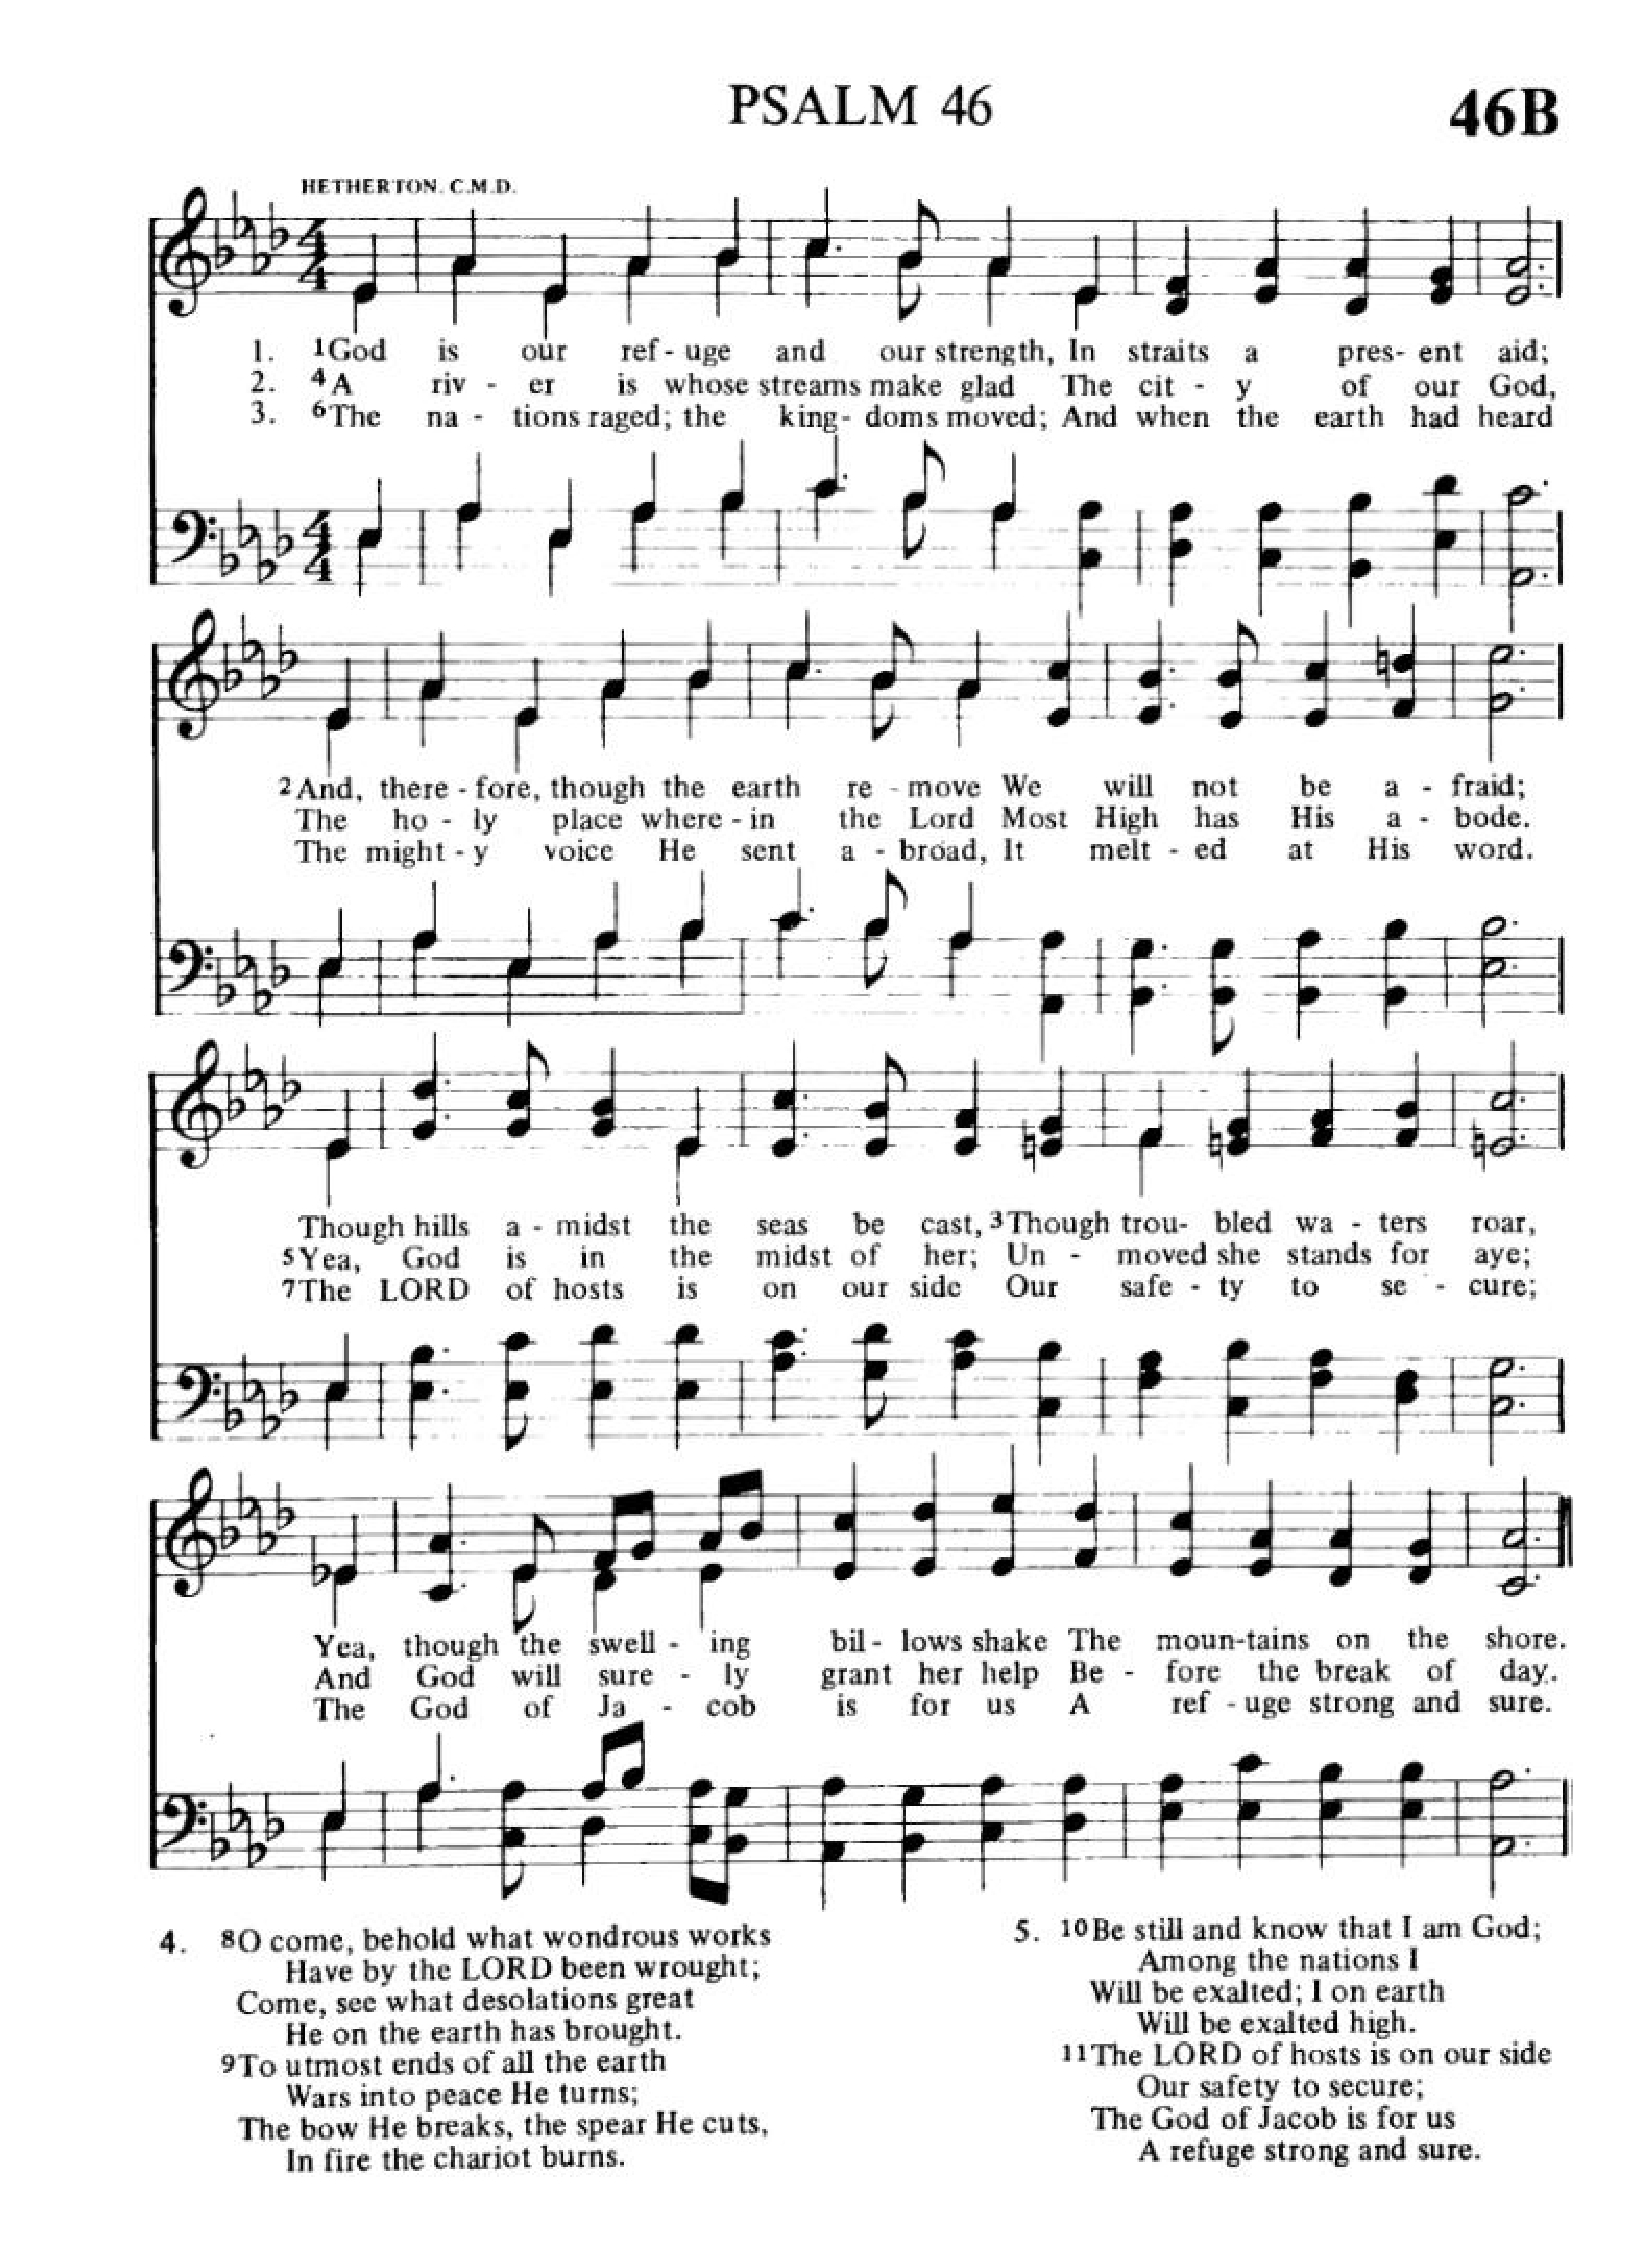 PSALM 46
46B
HETHERTON. C.M.D.
4 4
1. 1God is our ref - uge and our strength, In straits a pres- ent aid;
2. 4A riv - er is whose streams make glad The cit - y of our God,
3. 6The na - tions raged; the king- doms moved; And when the earth had heard
4 4
2And, there - fore, though the earth re - move We will not be a - fraid;
The ho - ly place where - in the Lord Most High has His a - bode.
The might - y voice He sent a - broad, It melt - ed at His word.
Though hills a - midst the seas be cast, 3Though trou- bled wa - ters roar,
5Yea, God is in the midst of her; Un - moved she stands for aye;
7The LORD of hosts is on our side Our safe - ty to se - cure;
Yea, though the swell - ing bil - lows shake The moun-tains on the shore.
And God will sure - ly grant her help Be - fore the break of day.
The God of Ja - cob is for us A ref - uge strong and sure.
4. 8O come, behold what wondrous works
Have by the LORD been wrought;
Come, see what desolations great
He on the earth has brought.
9To utmost ends of all the earth
Wars into peace He turns;
The bow He breaks, the spear He cuts,
In fire the chariot burns.
5. 10Be still and know that I am God;
Among the nations I
Will be exalted; I on earth
Will be exalted high.
11The LORD of hosts is on our side
Our safety to secure;
The God of Jacob is for us
A refuge strong and sure.